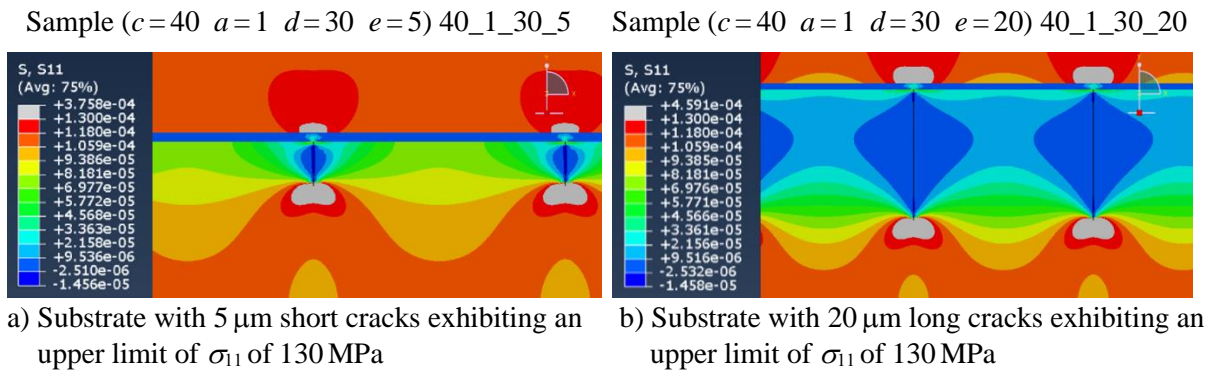 Sample (c = 40 a = 1 d = 30 e = 5) 40_1_30_5
Sample (c = 40 a = 1 d = 30 e = 20) 40_1_30_20
S, S11
(Avg: 75%)
+3.758e-04
+1.300e-04
+1.180e-04
+1.059e-04
+9.386e-05
+8.181e-05
+6.977e-05
+5.772e-05
+4.568e-05
+3.363e-05
+2.158e-05
+9.536e-06
-2.510e-06
-1.456e-05
S, S11
(Avg: 75%)
+4.591e-04
+1.300e-04
+1.180e-04
+1.059e-04
+9.385e-05
+8.181e-05
+6.976e-05
+5.771e-05
+4.566e-05
+3.361e-05
+2.156e-05
+9.516e-06
-2.532e-06
-1.458e-05
a) Substrate with 5 μm short cracks exhibiting an
upper limit of σ11 of 130 MPa
b) Substrate with 20 μm long cracks exhibiting an
upper limit of σ11 of 130 MPa